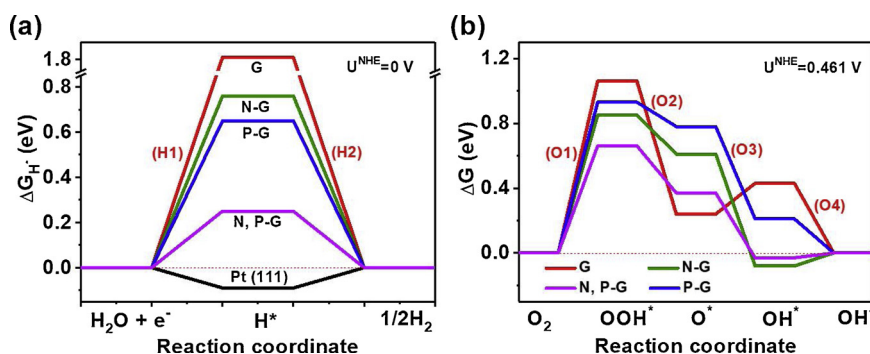 (a)
U^NHE=0 V
ΔG_H* (eV)
1.8
0.8
0.6
0.4
0.2
0.0
G
N-G
P-G
N, P-G
Pt (111)
(H1)
(H2)
H₂O + e⁻
H*
1/2H₂
Reaction coordinate
(b)
U^NHE=0.461 V
ΔG (eV)
1.2
0.8
0.4
0.0
(O1)
(O2)
(O3)
(O4)
G
N-G
N, P-G
P-G
O₂
OOH*
O*
OH*
Reaction coordinate